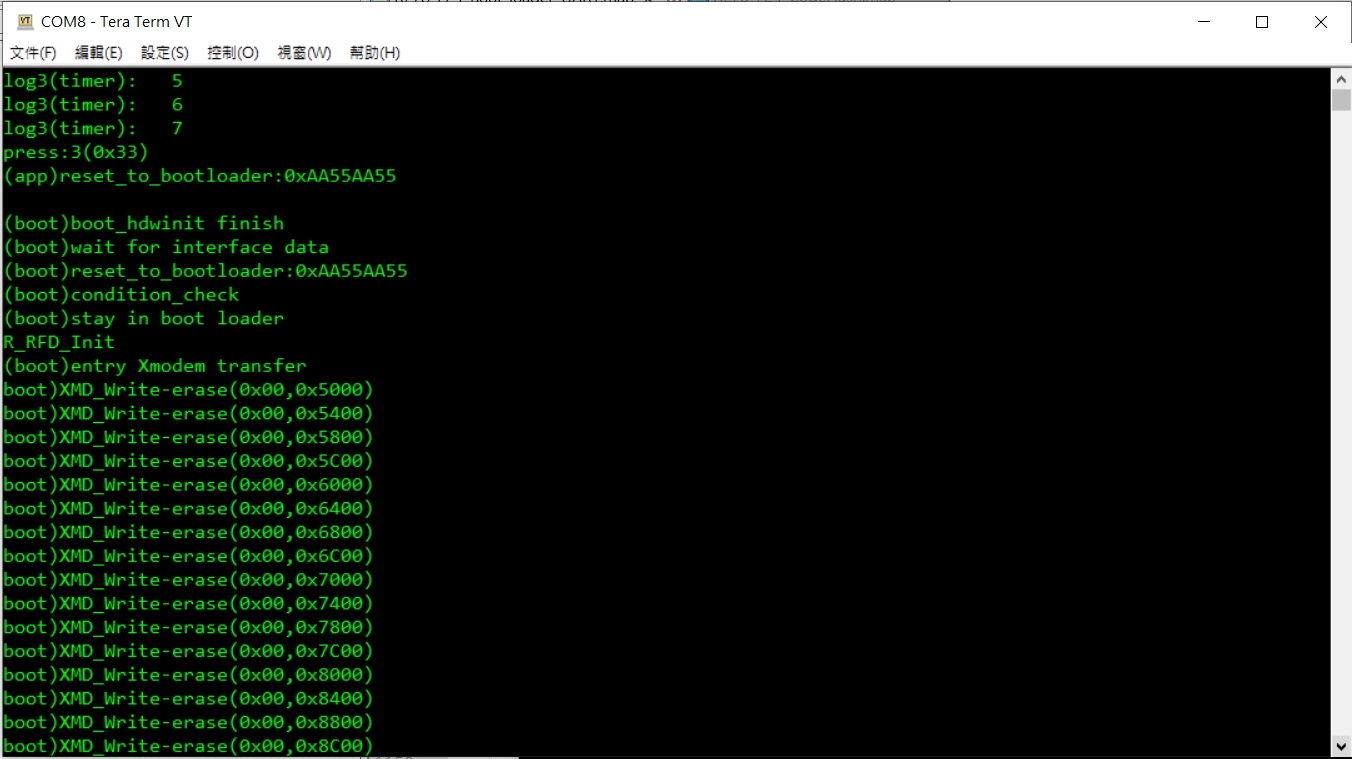 COM8 - Tera Term VT
文件(F) 編輯(E) 設定(S) 控制(O) 視窗(W) 幫助(H)
log3(timer):   5
log3(timer):   6
log3(timer):   7
press:3(0x33)
(app)reset_to_bootloader:0xAA55AA55
(boot)boot_hdwinit finish
(boot)wait for interface data
(boot)reset_to_bootloader:0xAA55AA55
(boot)condition_check
(boot)stay in boot loader
R_RFD_Init
(boot)entry Xmodem transfer
boot)XMD_Write-erase(0x00,0x5000)
boot)XMD_Write-erase(0x00,0x5400)
boot)XMD_Write-erase(0x00,0x5800)
boot)XMD_Write-erase(0x00,0x5C00)
boot)XMD_Write-erase(0x00,0x6000)
boot)XMD_Write-erase(0x00,0x6400)
boot)XMD_Write-erase(0x00,0x6800)
boot)XMD_Write-erase(0x00,0x6C00)
boot)XMD_Write-erase(0x00,0x7000)
boot)XMD_Write-erase(0x00,0x7400)
boot)XMD_Write-erase(0x00,0x7800)
boot)XMD_Write-erase(0x00,0x7C00)
boot)XMD_Write-erase(0x00,0x8000)
boot)XMD_Write-erase(0x00,0x8400)
boot)XMD_Write-erase(0x00,0x8800)
boot)XMD_Write-erase(0x00,0x8C00)